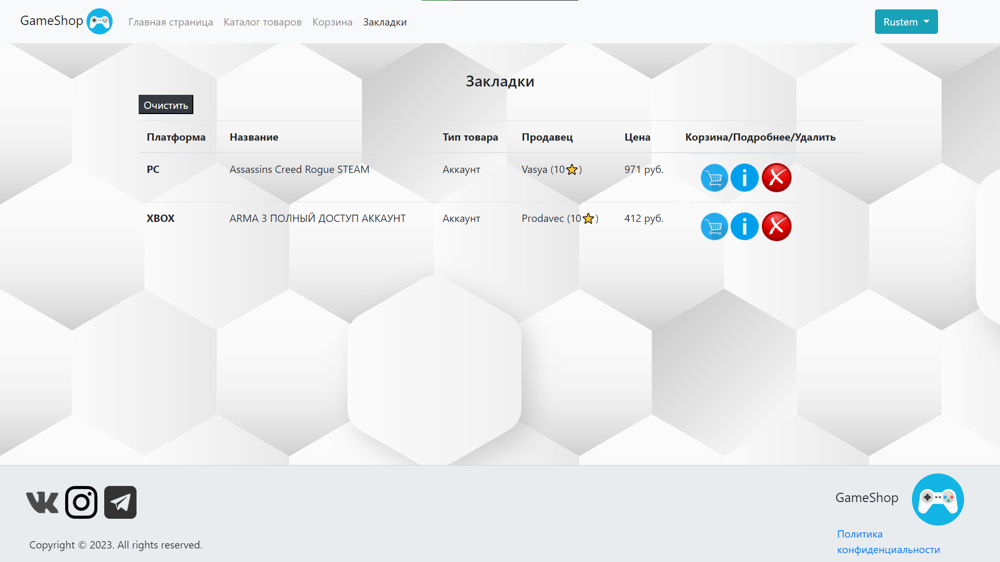 GameShop Главная страница Каталог товаров Корзина Закладки Rustem
Закладки
Очистить
Платформа Название Тип товара Продавец Цена Корзина/Подробнее/Удалить
PC Assassins Creed Rogue STEAM Аккаунт Vasya (10⭐) 971 руб.
XBOX ARMA 3 ПОЛНЫЙ ДОСТУП АККАУНТ Аккаунт Prodavec (10⭐) 412 руб.
GameShop
Политика
конфиденциальности
Copyright © 2023. All rights reserved.